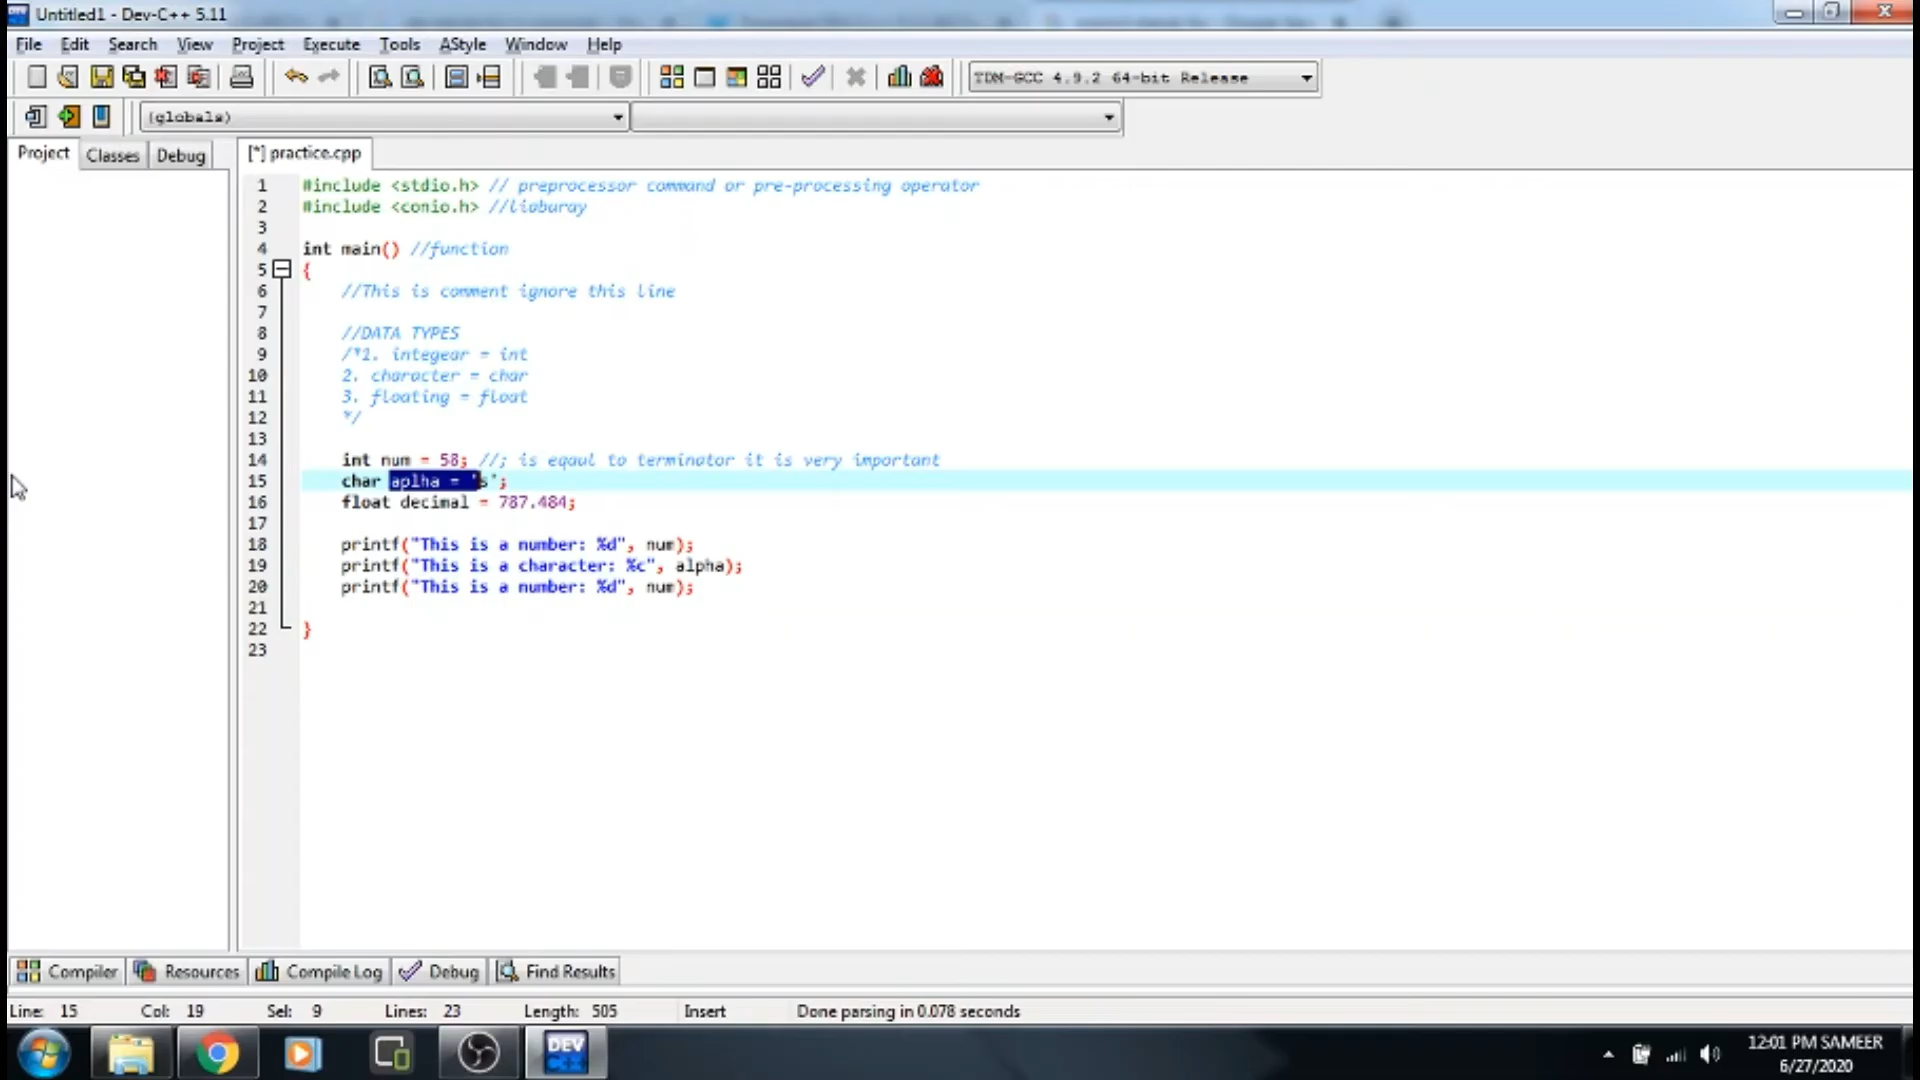 Untitled1 - Dev-C++ 5.11
File Edit Search View Project Execute Tools AStyle Window Help
TDM-GCC 4.9.2 64-bit Release
(globals)
Project Classes Debug [*] practice.cpp
1 #include <stdio.h> // preprocessor command or pre-processing operator
2 #include <conio.h> //liaburay
3
4 int main() //function
5 {
6 //This is comment ignore this line
7
8 //DATA TYPES
9 /*1. integear = int
10 2. character = char
11 3. floating = float
12 */
13
14 int num = 58; //; is eqaul to terminator it is very important
15 char aplha = 's';
16 float decimal = 787.484;
17
18 printf("This is a number: %d", num);
19 printf("This is a character: %c", alpha);
20 printf("This is a number: %d", num);
21
22 }
23
Compiler Resources Compile Log Debug Find Results
Line: 15 Col: 19 Sel: 9 Lines: 23 Length: 505 Insert Done parsing in 0.078 seconds
DEV C++
12:01 PM SAMEER
6/27/2020